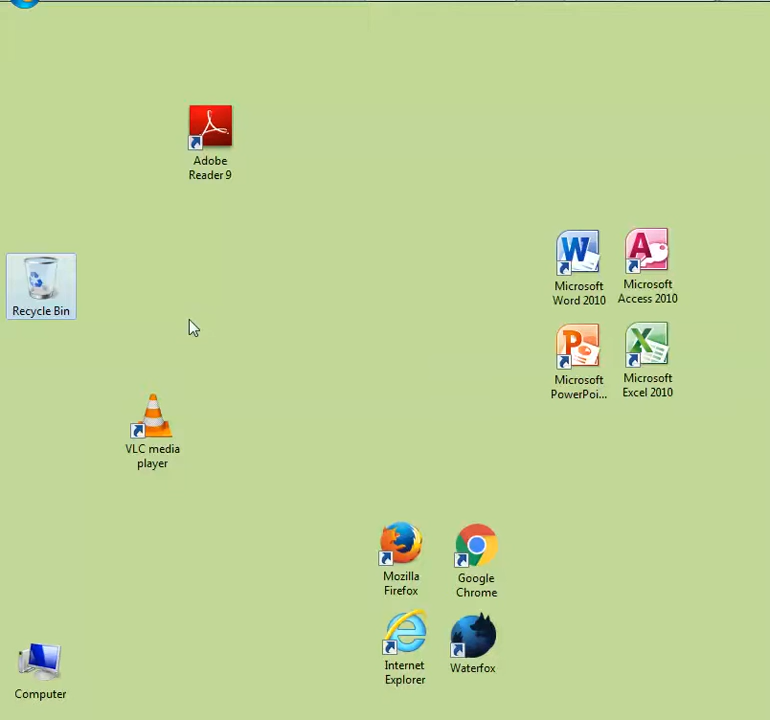 Adobe
Reader 9
Microsoft
Word 2010
Microsoft
Access 2010
Recycle Bin
Microsoft
PowerPoi...
Microsoft
Excel 2010
VLC media
player
Mozilla
Firefox
Google
Chrome
Internet
Explorer
Waterfox
Computer